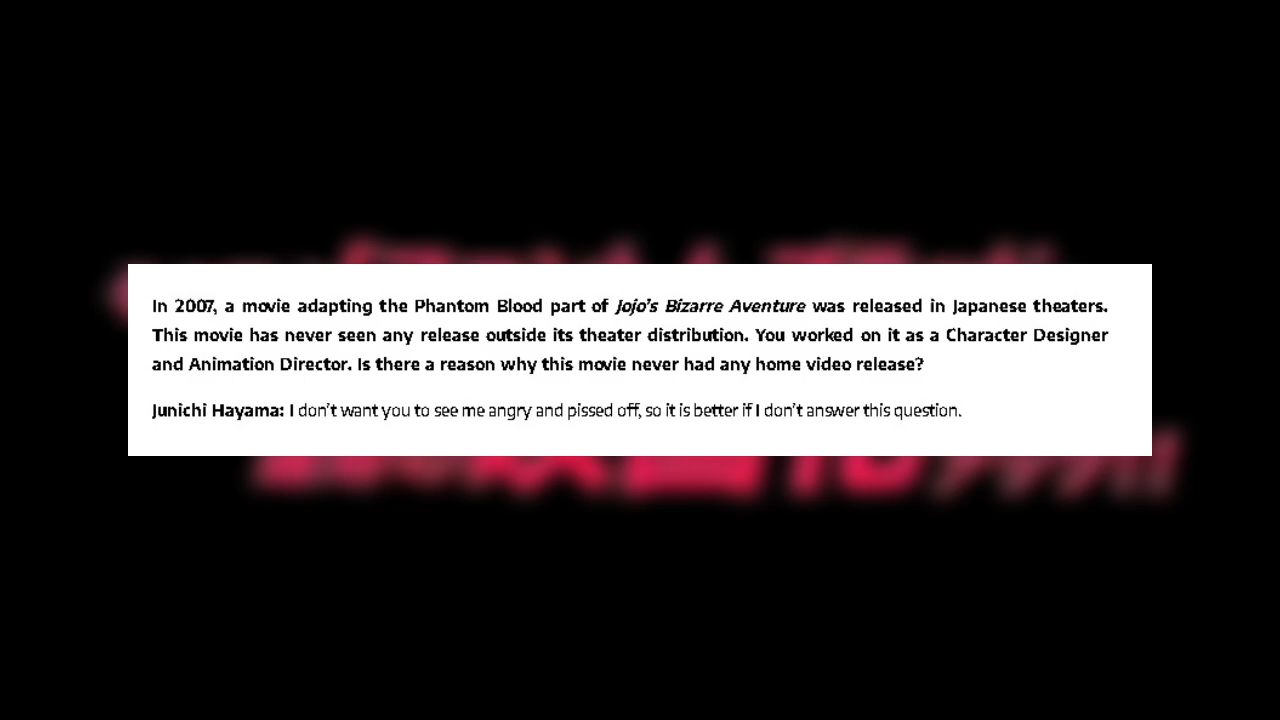 In 2007, a movie adapting the Phantom Blood part of Jojo's Bizarre Aventure was released in Japanese theaters.
This movie has never seen any release outside its theater distribution. You worked on it as a Character Designer
and Animation Director. Is there a reason why this movie never had any home video release?
Junichi Hayama: I don't want you to see me angry and pissed off, so it is better if I don't answer this question.